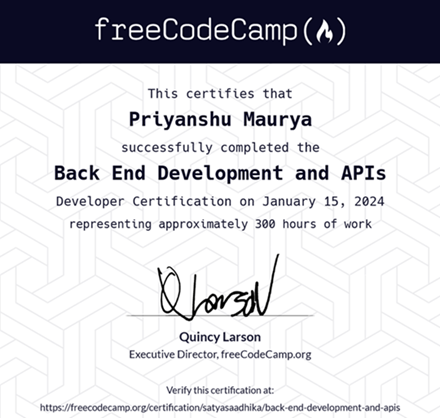 freeCodeCamp(🔥)
This certifies that
Priyanshu Maurya
successfully completed the
Back End Development and APIs
Developer Certification on January 15, 2024
representing approximately 300 hours of work
QLarson
Quincy Larson
Executive Director, freeCodeCamp.org
Verify this certification at:
https://freecodecamp.org/certification/satyasaadhika/back-end-development-and-apis